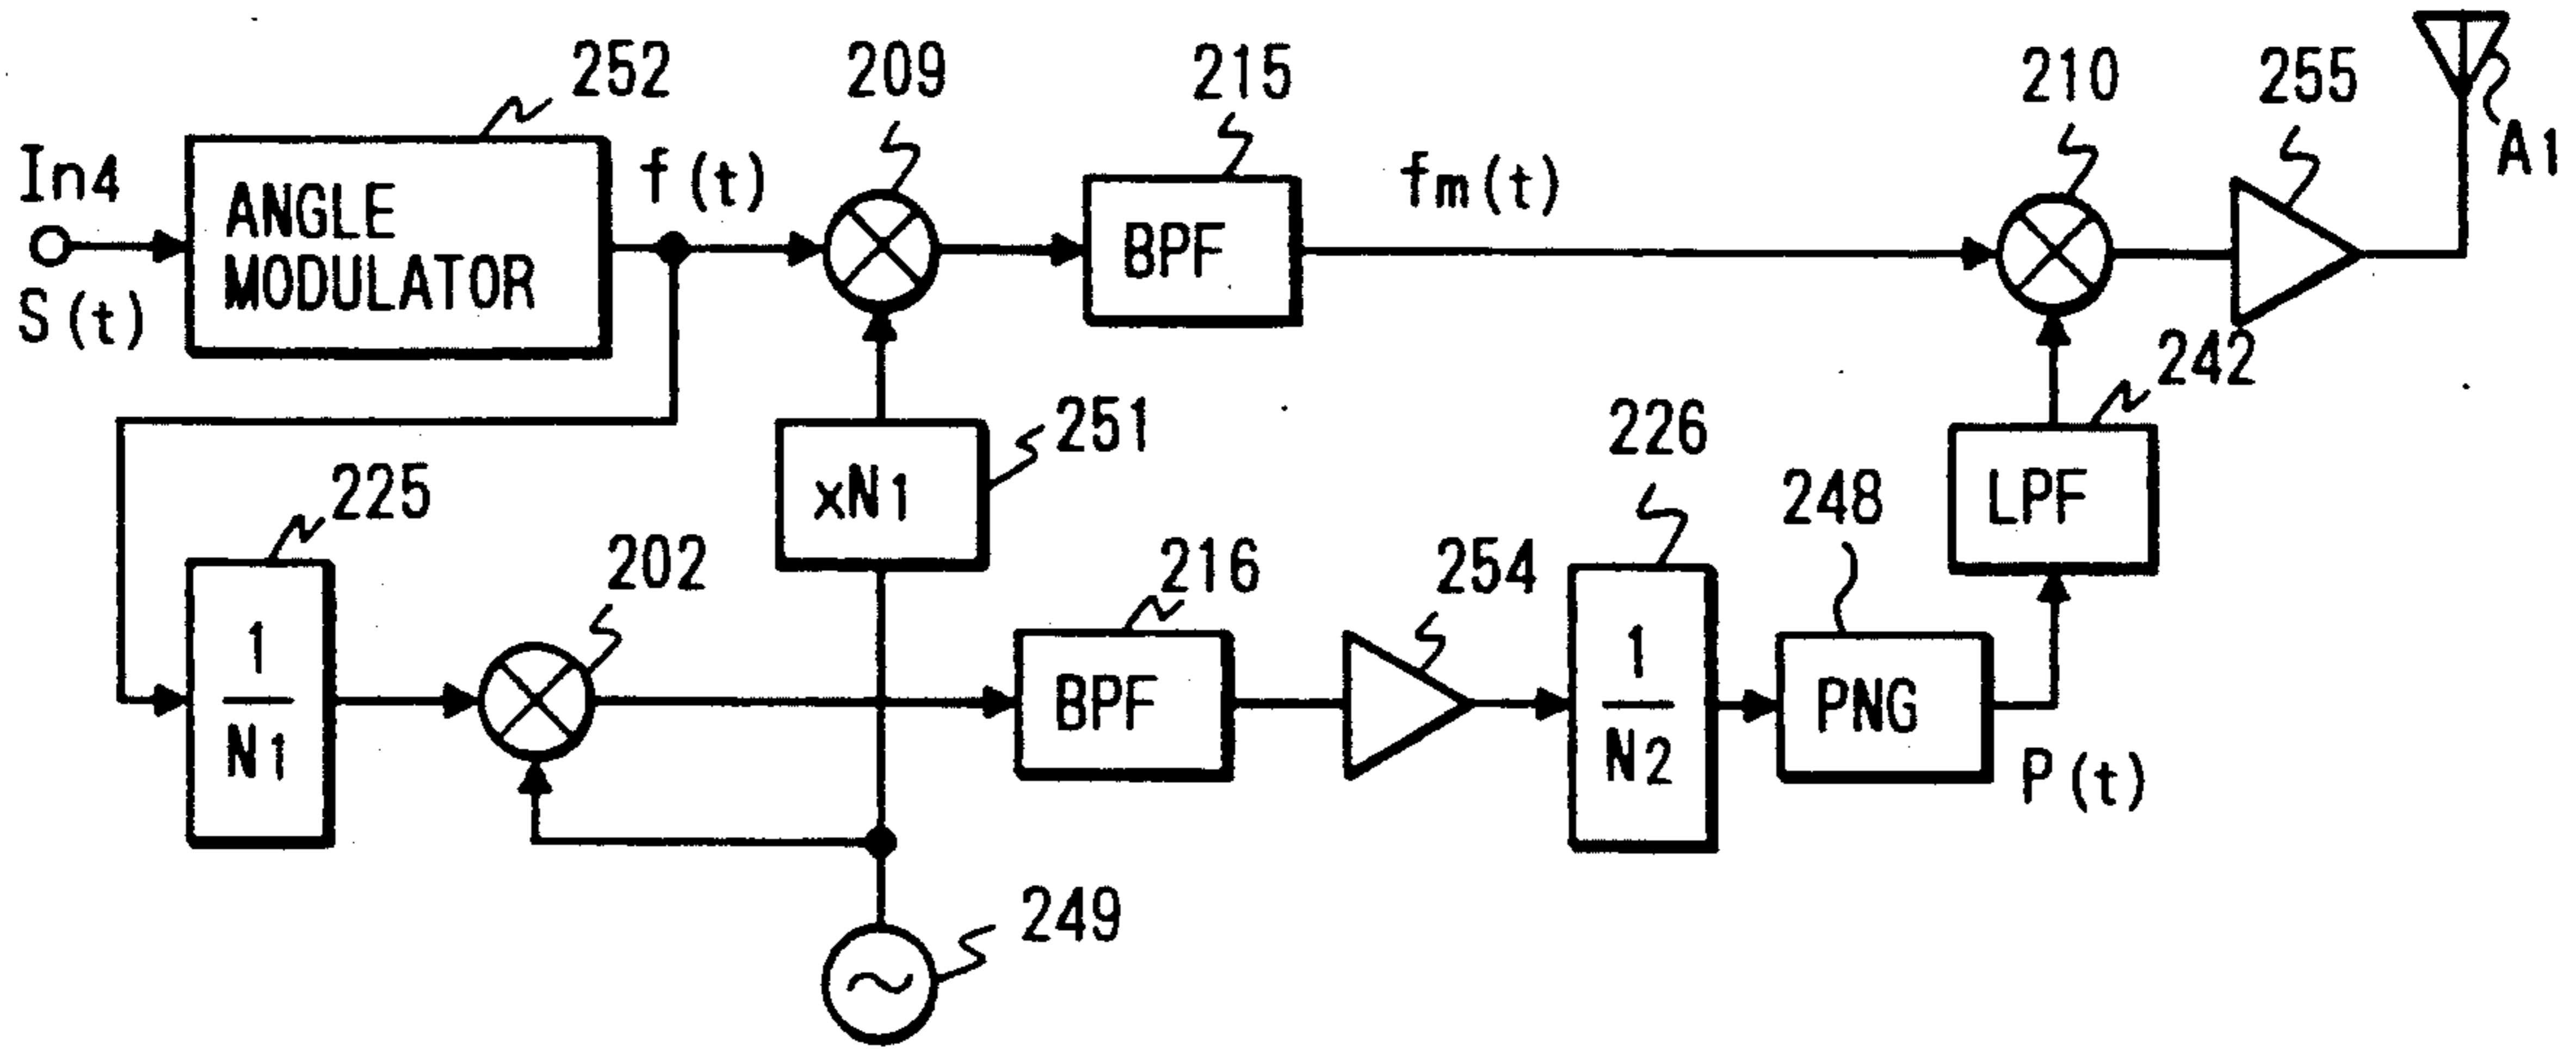 252
209
215
210
255
A1
In4
S(t)
ANGLE
MODULATOR
f(t)
BPF
fm(t)
242
251
xN1
226
248
LPF
225
202
216
254
1
N1
BPF
1
N2
PNG
P(t)
249